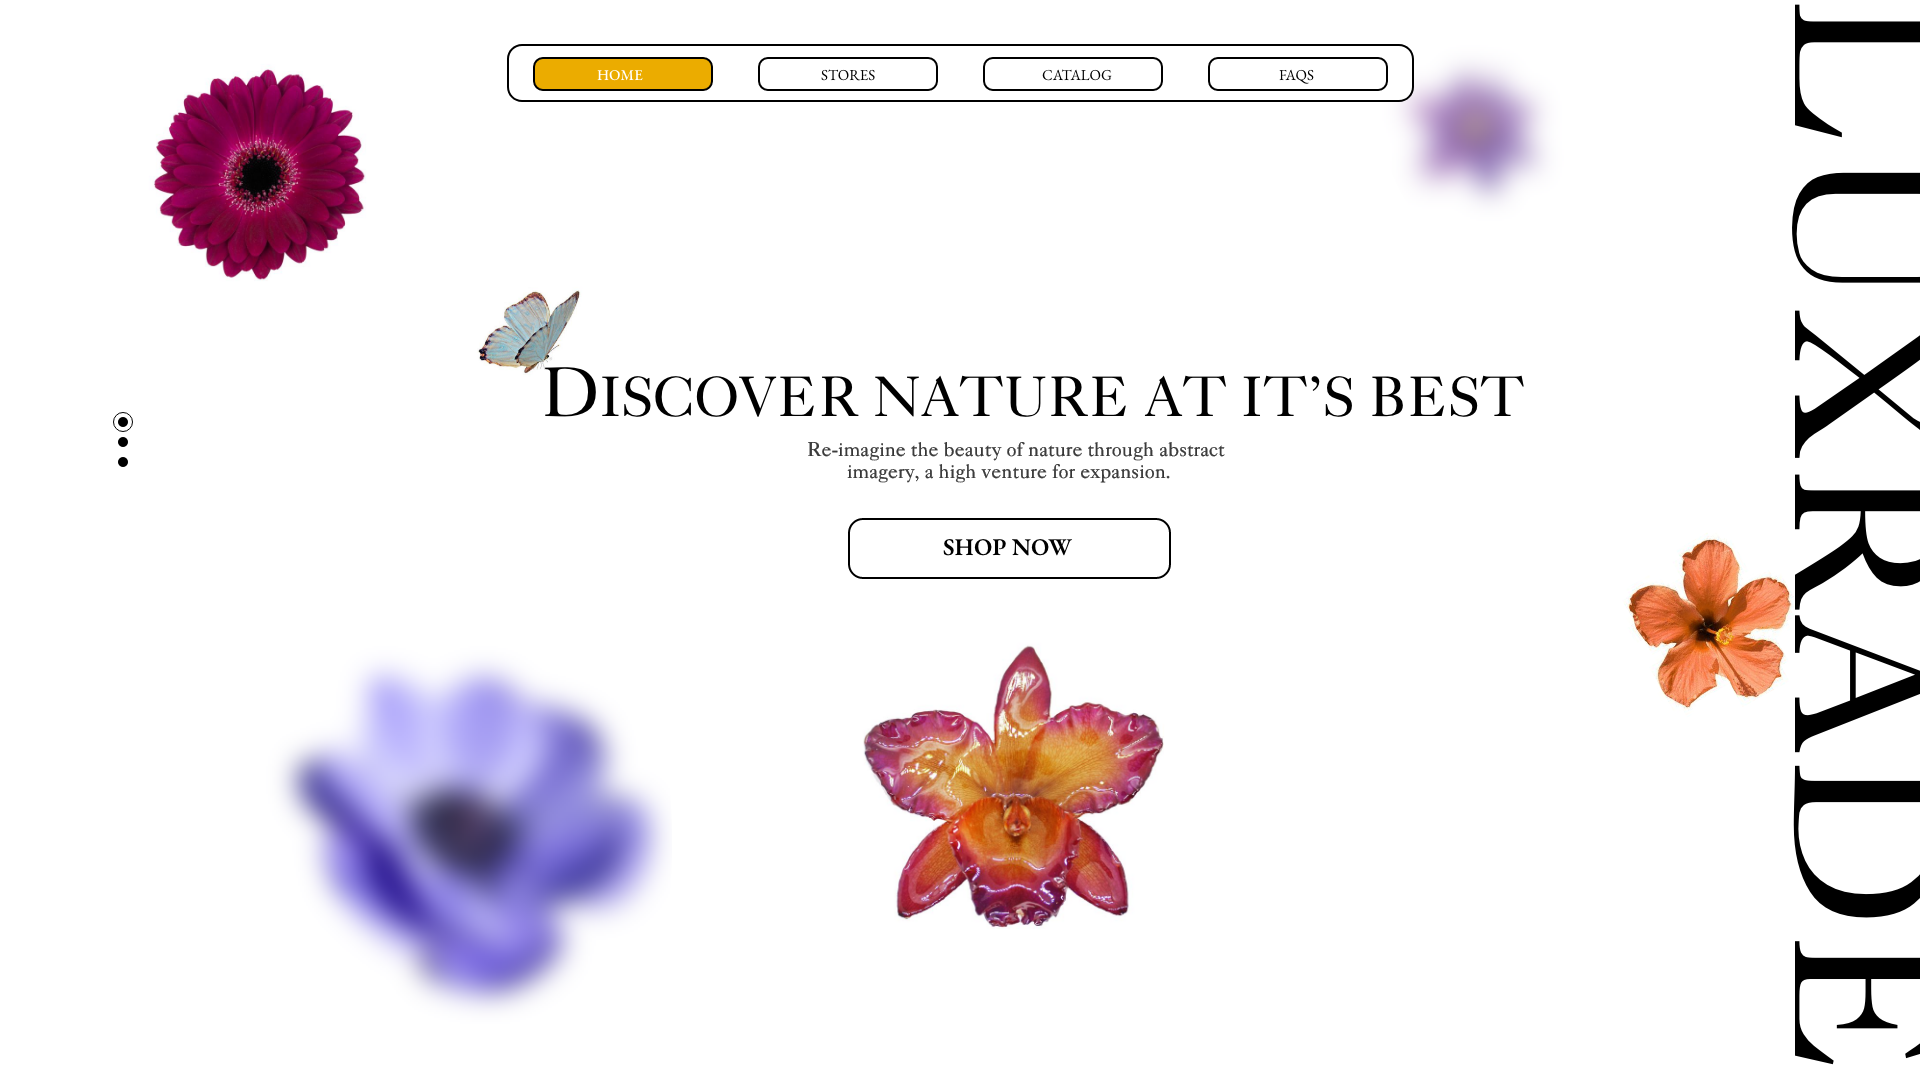 HOME
STORES
CATALOG
FAQS
DISCOVER NATURE AT IT’S BEST
Re-imagine the beauty of nature through abstract
imagery, a high venture for expansion.
SHOP NOW
LUXRADE